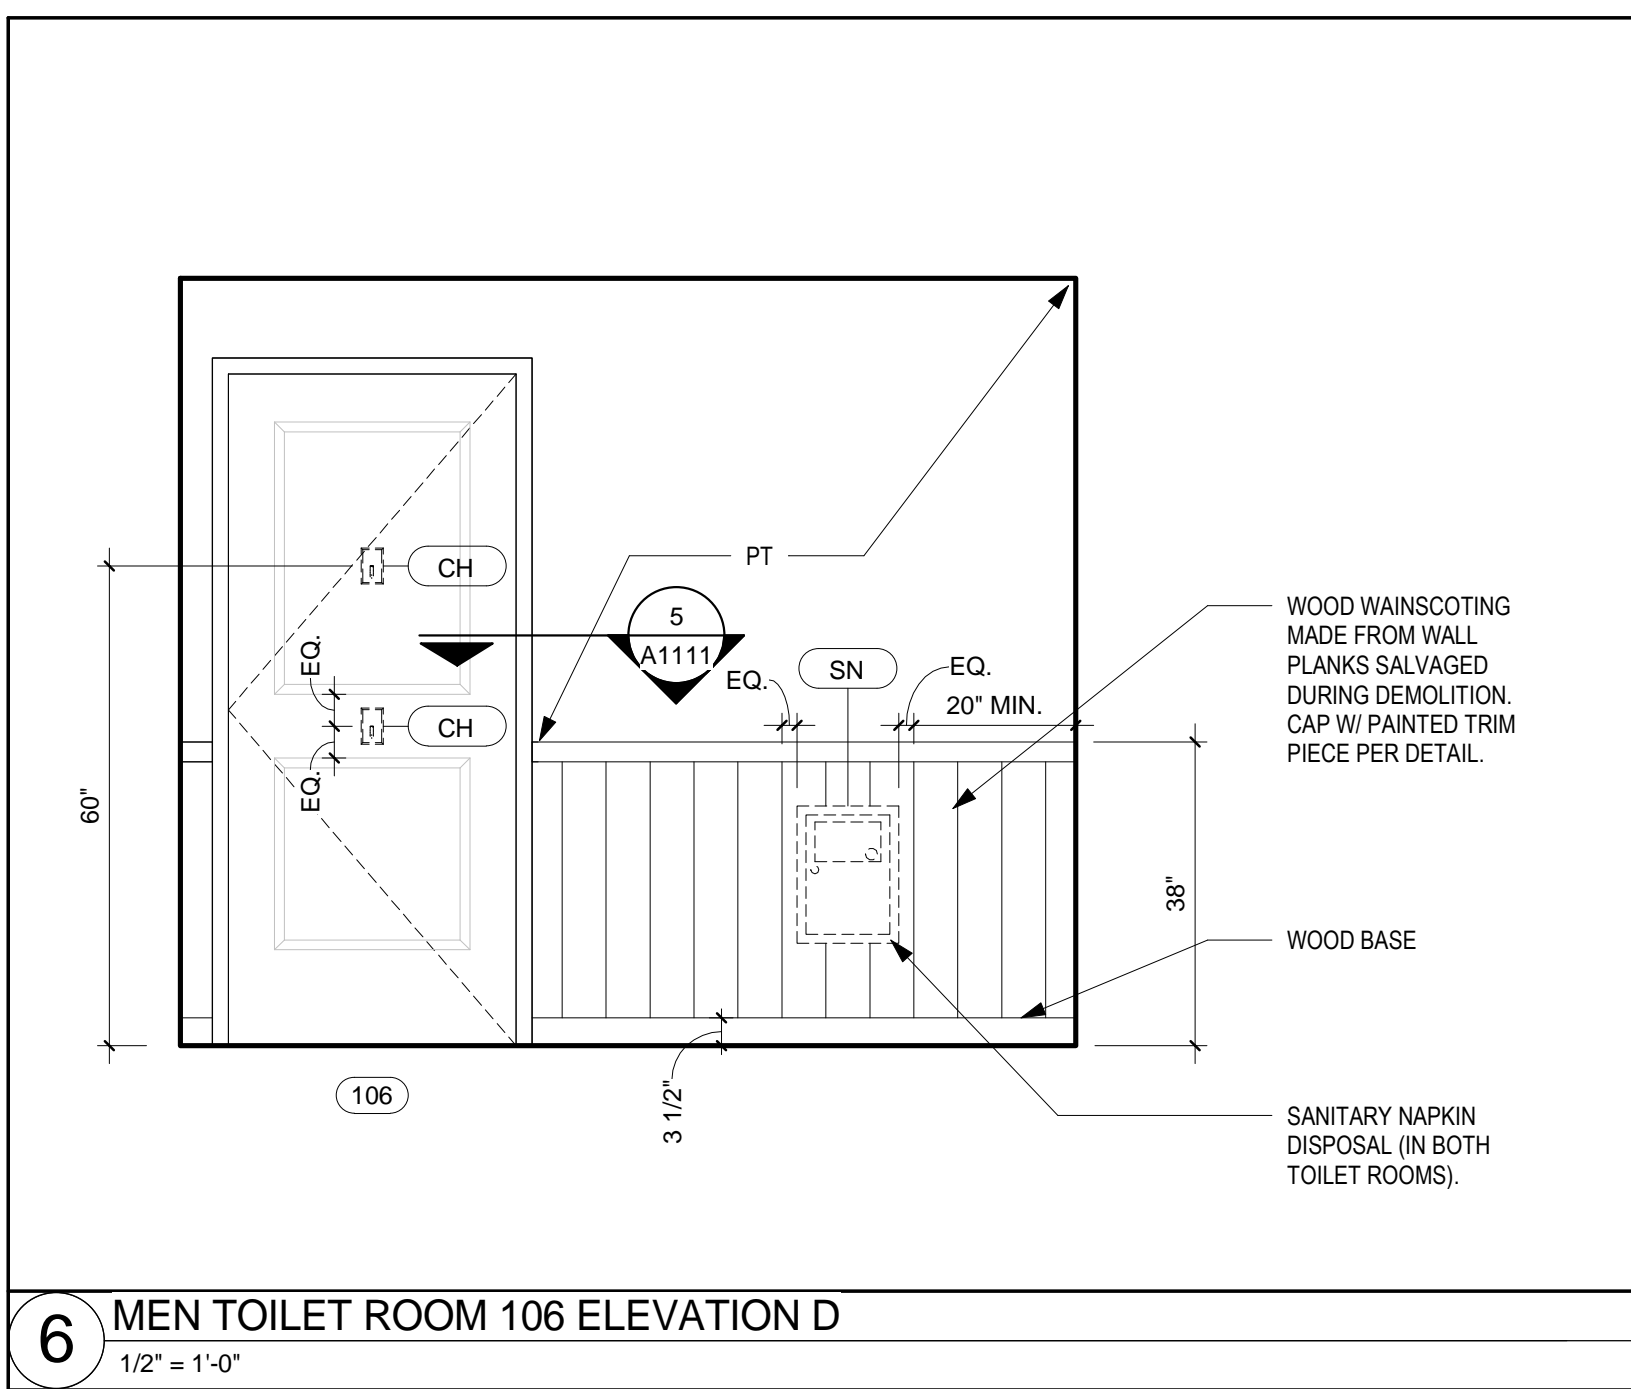 PT
CH
5
A1111
EQ.
EQ.
SN
EQ.
20" MIN.
CH
EQ.
60"
38"
WOOD WAINSCOTING
MADE FROM WALL
PLANKS SALVAGED
DURING DEMOLITION.
CAP W/ PAINTED TRIM
PIECE PER DETAIL.
WOOD BASE
106
3 1/2"
SANITARY NAPKIN
DISPOSAL (IN BOTH
TOILET ROOMS).
6
MEN TOILET ROOM 106 ELEVATION D
1/2" = 1'-0"